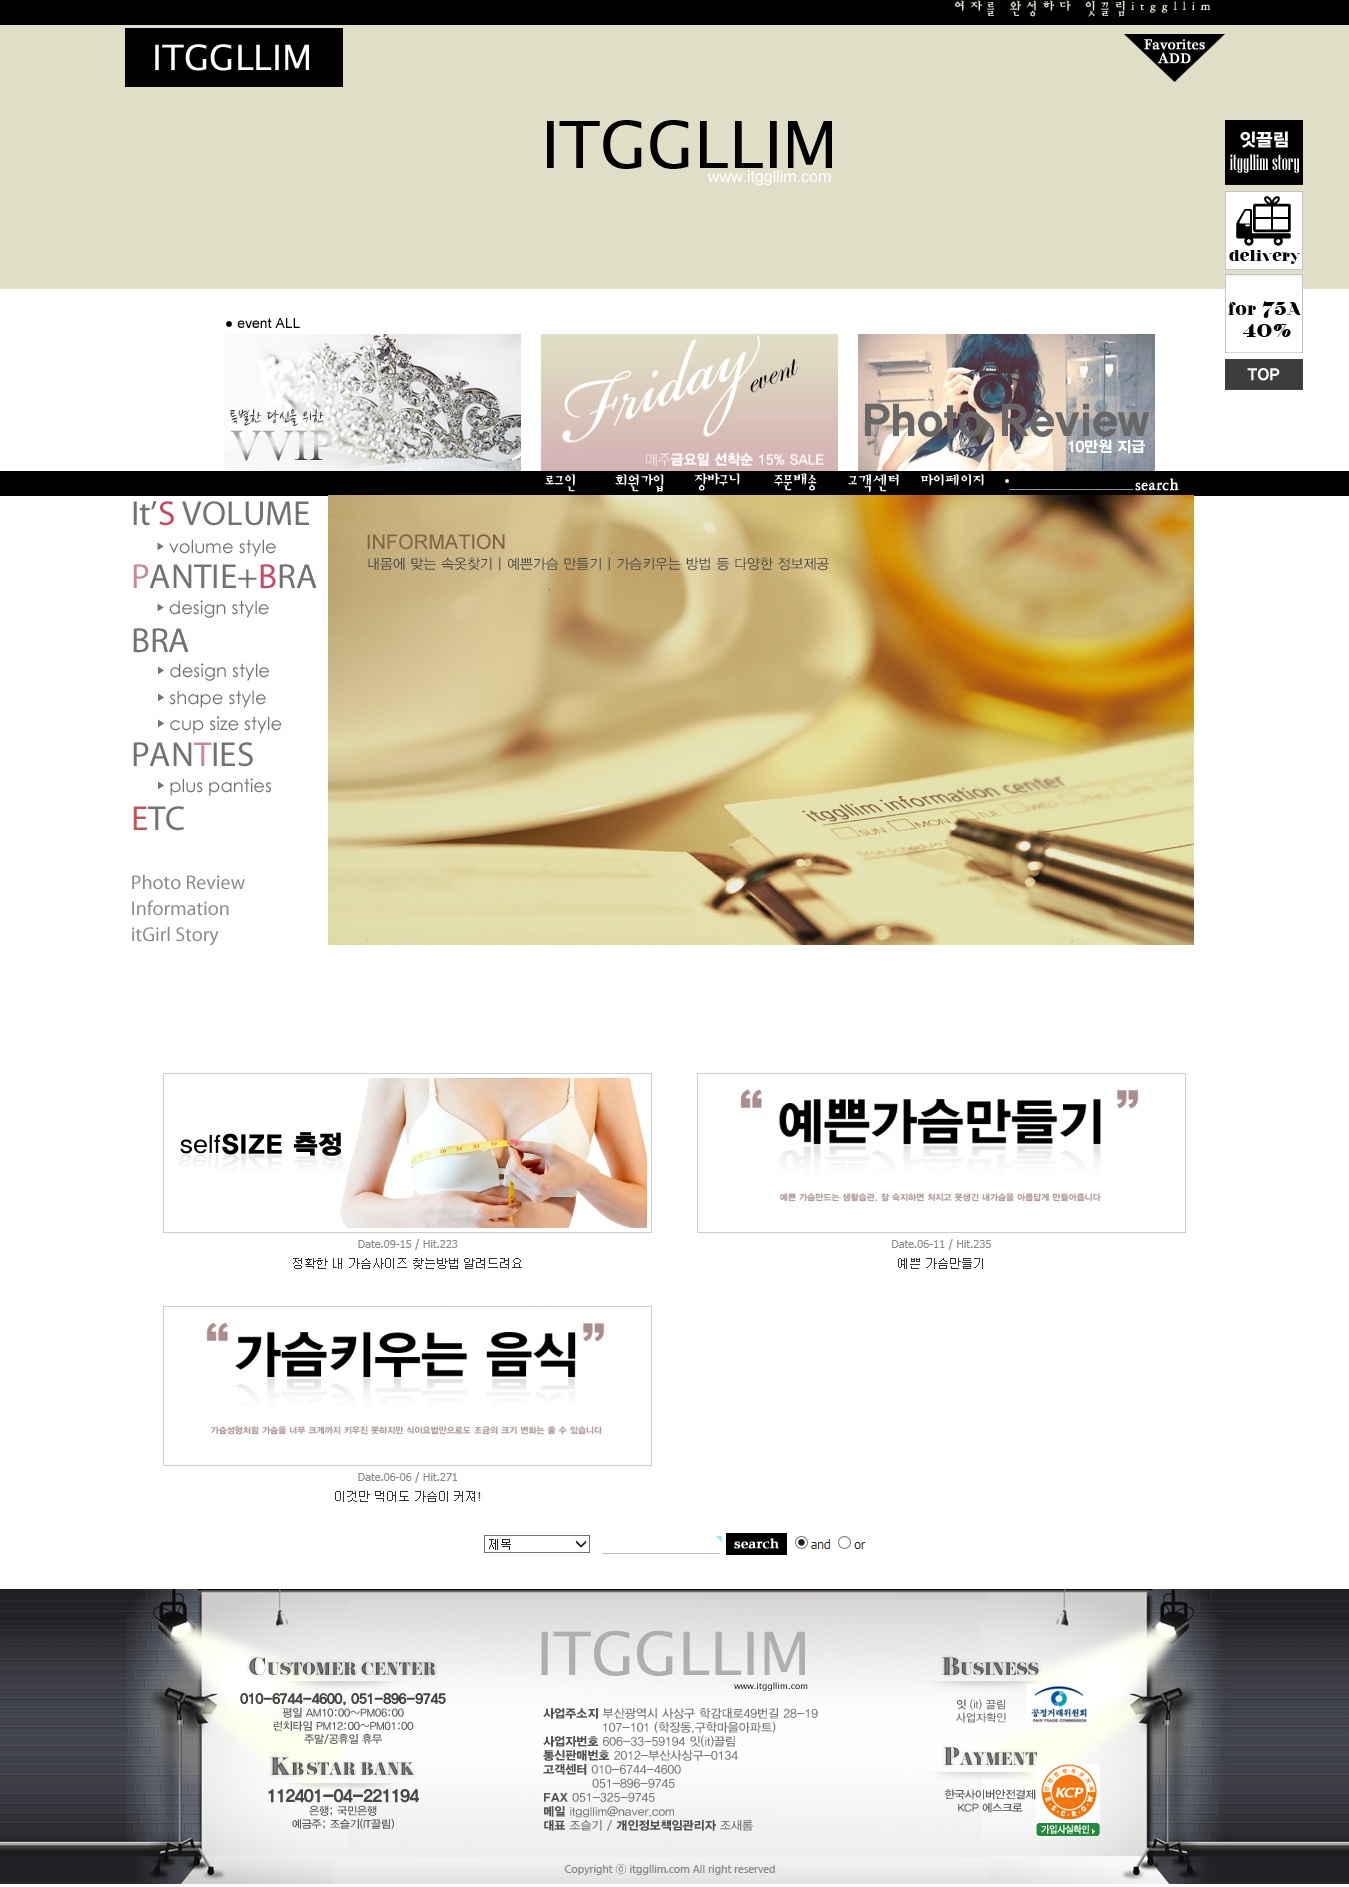 여자를 완성하다 잇끌림itggllim
ITGGLLIM
Favorites
ADD
ITGGLLIM
www.itggllim.com
잇끌림
itggllim story
delivery
for 75A
40%
TOP
• event ALL
특별한 당신을 위한
VVIP
Friday event
매주금요일 선착순 15% SALE
Photo Review
10만원 지급
로그인 회원가입 장바구니 주문배송 고객센터 마이페이지 search
It'S VOLUME
volume style
PANTIE+BRA
design style
BRA
design style
shape style
cup size style
PANTIES
plus panties
ETC
Photo Review
Information
itGirl Story
INFORMATION
내몸에 맞는 속옷찾기 | 예쁜가슴 만들기 | 가슴키우는 방법 등 다양한 정보제공
itggllim information center
SUN MON TUE WED
selfSIZE 측정
Date.09-15 / Hit.223
정확한 내 가슴사이즈 찾는방법 알려드려요
“ 예쁜가슴만들기 ”
예쁜 가슴만드는 생활습관, 잘 숙지하면 처지고 못생긴 내가슴을 아름답게 만들어줍니다
Date.06-11 / Hit.235
예쁜 가슴만들기
“ 가슴키우는 음식 ”
가슴성형처럼 가슴을 너무 크게까지 키우진 못하지만 식이요법만으로도 조금의 크기 변화는 줄 수 있습니다
Date.06-06 / Hit.271
이것만 먹어도 가슴이 커져!
제목 search and or
CUSTOMER CENTER
010-6744-4600, 051-896-9745
평일 AM10:00~PM06:00
런치타임 PM12:00~PM01:00
주말/공휴일 휴무
KBSTAR BANK
112401-04-221194
은행; 국민은행
예금주; 조슬기(IT끌림)
ITGGLLIM
www.itggllim.com
사업주소지 부산광역시 사상구 학감대로49번길 28-19
107-101 (학장동,구학마을아파트)
사업자번호 606-33-59194 잇(it)끌림
통신판매번호 2012-부산사상구-0134
고객센터 010-6744-4600
051-896-9745
FAX 051-325-9745
메일 itggllim@naver.com
대표 조슬기 / 개인정보책임관리자 조새롬
BUSINESS
잇 (it) 끌림
사업자확인
공정거래위원회
FAIR TRADE COMMISSION
PAYMENT
한국사이버안전결제
KCP 에스크로
KCP
ESCROW
가입사실확인
Copyright ⓒ itggllim.com All right reserved